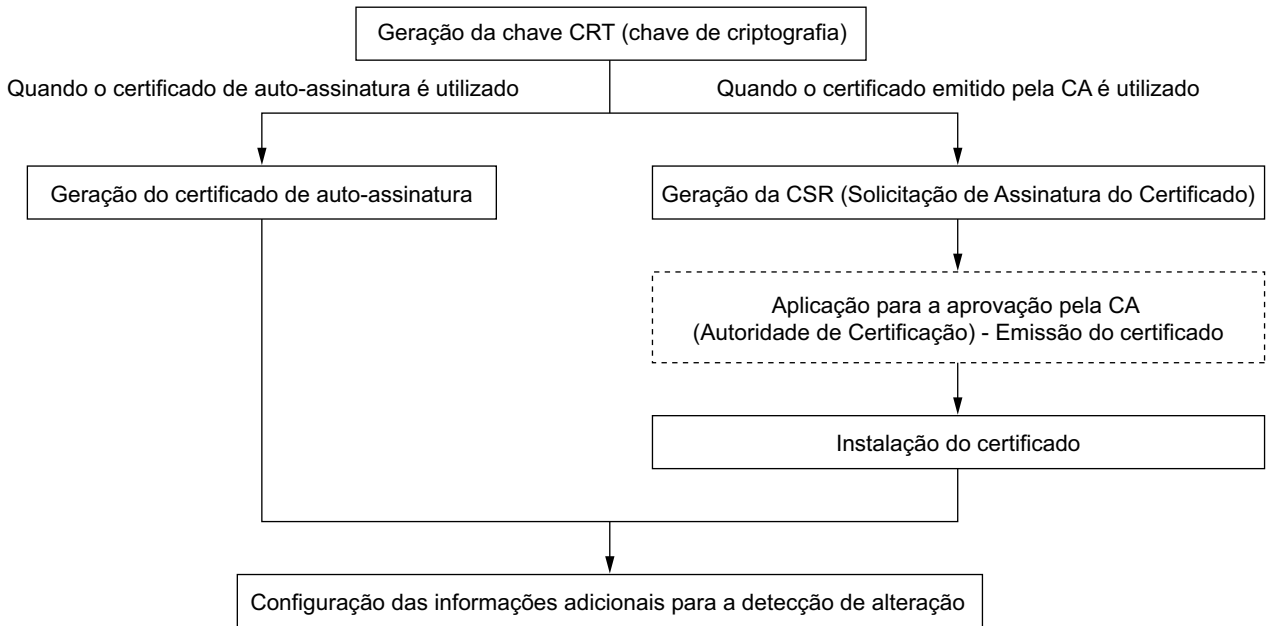 Geração da chave CRT (chave de criptografia)
Quando o certificado de auto-assinatura é utilizado
Quando o certificado emitido pela CA é utilizado
Geração do certificado de auto-assinatura
Geração da CSR (Solicitação de Assinatura do Certificado)
Aplicação para a aprovação pela CA
(Autoridade de Certificação) - Emissão do certificado
Instalação do certificado
Configuração das informações adicionais para a detecção de alteração